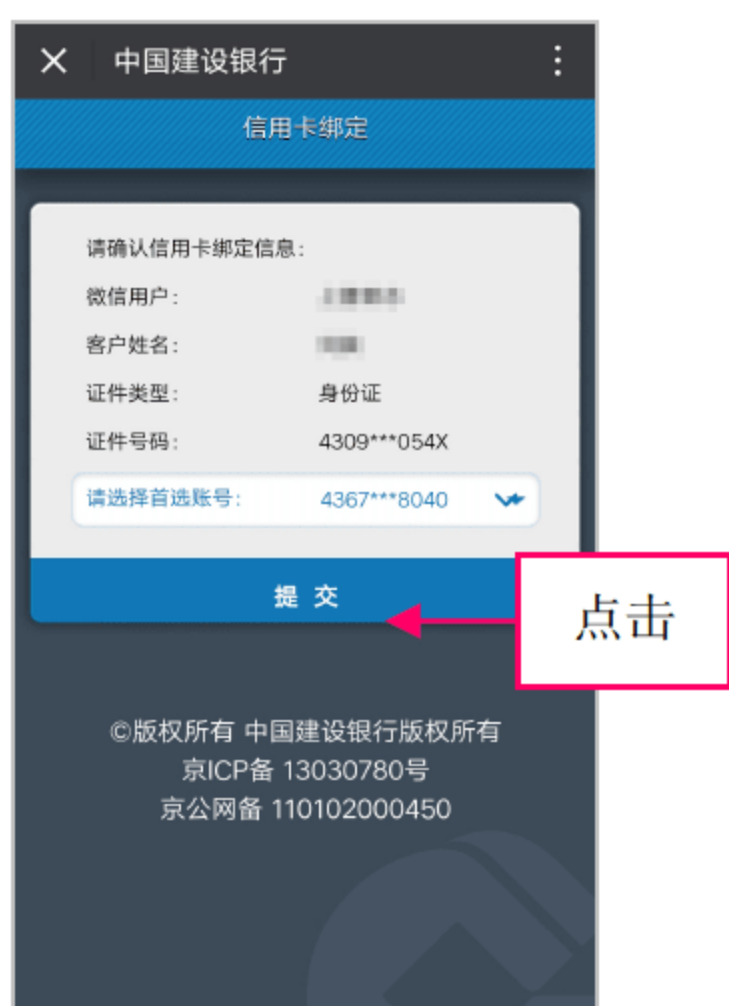 中国建设银行
信用卡绑定
请确认信用卡绑定信息:
微信用户:
客户姓名:
证件类型: 身份证
证件号码: 4309***054X
请选择首选账号: 4367***8040
提 交
点击
©版权所有 中国建设银行版权所有
京ICP备 13030780号
京公网备 110102000450